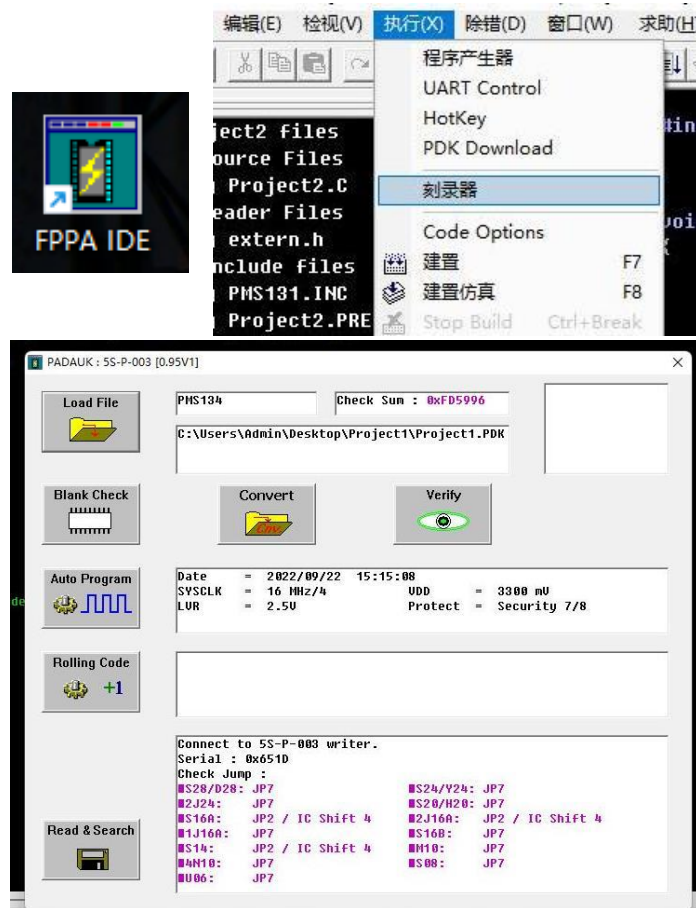 FPPA IDE
编辑(E) 检视(V) 执行(X) 除错(D) 窗口(W) 求助(H
程序产生器
UART Control
HotKey
PDK Download
刻录器
Code Options
建置 F7
建置仿真 F8
Stop Build Ctrl+Break
ject2 files
ource Files
Project2.C
eader Files
extern.h
nclude files
PMS131.INC
Project2.PRE
#in
voi
PADAUK : 5S-P-003 [0.95V1]
Load File
PMS134 Check Sum : 0xFD5996
C:\Users\Admin\Desktop\Project1\Project1.PDK
Blank Check
Convert
Verify
Auto Program
Date = 2022/09/22 15:15:08
SYSCLK = 16 MHz/4 VDD = 3300 mV
LVR = 2.5V Protect = Security 7/8
Rolling Code
+1
Read & Search
Connect to 5S-P-003 writer.
Serial : 0x651D
Check Jump :
■S28/D28: JP7 ■S24/Y24: JP7
■2J24: JP7 ■S20/H20: JP7
■S16A: JP2 / IC Shift 4 ■2J16A: JP2 / IC Shift 4
■1J16A: JP7 ■S16B: JP7
■S14: JP2 / IC Shift 4 ■M10: JP7
■4N10: JP7 ■S08: JP7
■U06: JP7